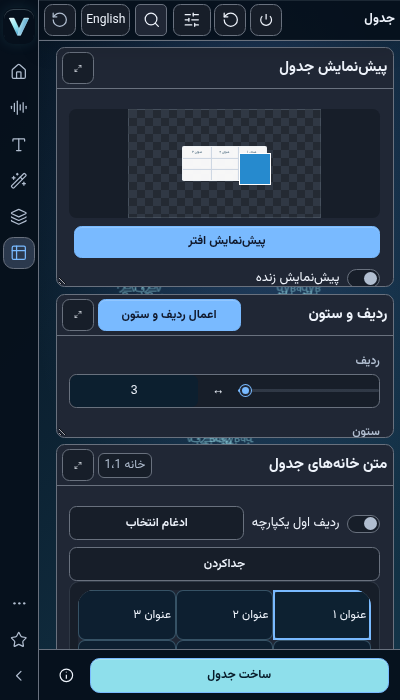 جدول
English
پیش‌نمایش جدول
پیش‌نمایش افتر
پیش‌نمایش زنده
ردیف و ستون
اعمال ردیف و ستون
ردیف
3
ستون
متن خانه‌های جدول
خانه 1،1
ردیف اول یکپارچه
ادغام انتخاب
جداکردن
عنوان ۱
عنوان ۲
عنوان ۳
ساخت جدول